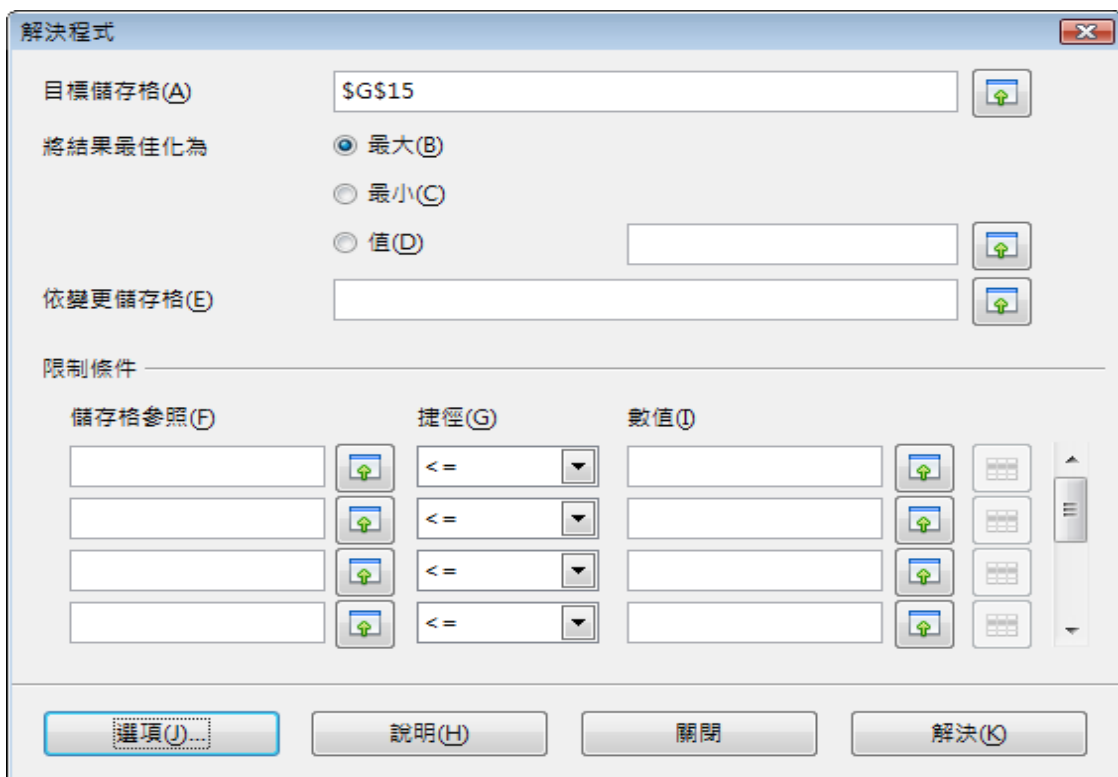 解決程式
目標儲存格(A) $G$15
將結果最佳化為 最大(B)
最小(C)
值(D)
依變更儲存格(E)
限制條件
儲存格參照(F) 捷徑(G) 數值(I)
<=
<=
<=
<=
選項(J)... 說明(H) 關閉 解決(K)